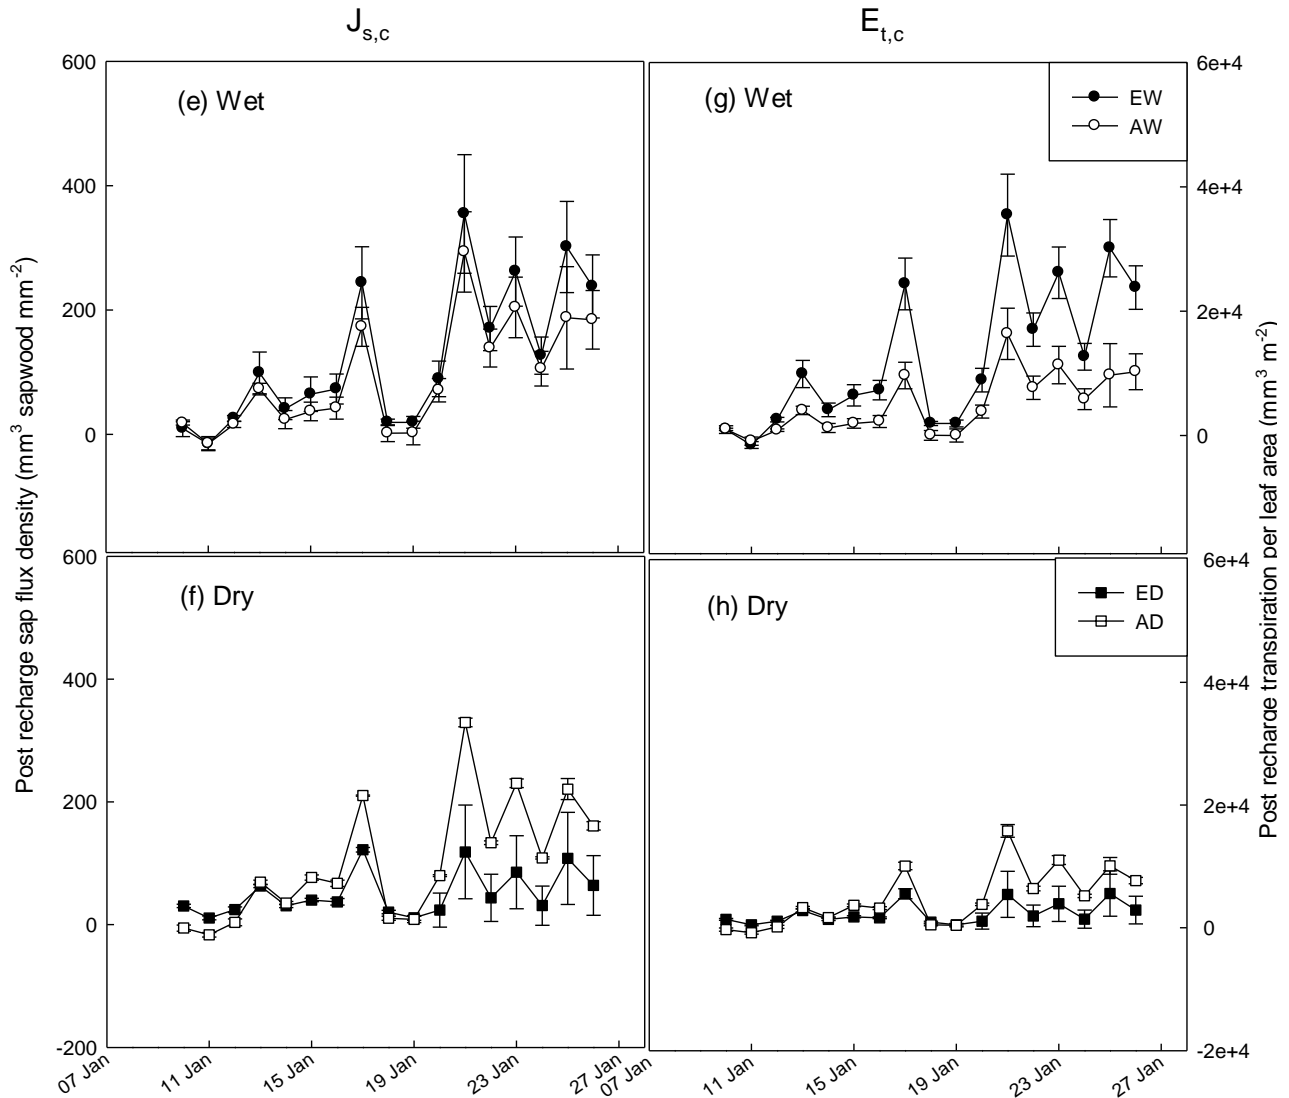 J s,c
E t,c
Post recharge sap flux density (mm³ sapwood mm⁻²)
600
400
200
0
(e) Wet
(g) Wet
EW
AW
6e+4
4e+4
2e+4
0
600
400
200
0
-200
(f) Dry
(h) Dry
ED
AD
6e+4
4e+4
2e+4
0
-2e+4
Post recharge transpiration per leaf area (mm³ m⁻²)
07 Jan
11 Jan
15 Jan
19 Jan
23 Jan
27 Jan
07 Jan
11 Jan
15 Jan
19 Jan
23 Jan
27 Jan